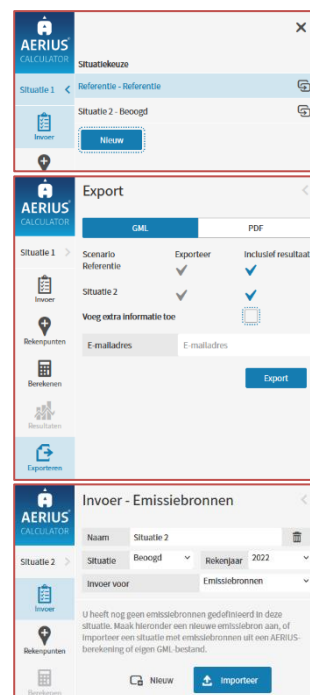 AERIUS
CALCULATOR
Situatiekeuze
Situatie 1
Referentie - Referentie
Situatie 2 - Beoogd
Invoer
Nieuw
AERIUS
CALCULATOR
Export
GML
PDF
Situatie 1
Scenario
Exporteer
Inclusief resultaat
Referentie
Situatie 2
Invoer
Voeg extra informatie toe
Rekenpunten
E-mailadres
E-mailadres
Berekenen
Export
Resultaten
Exporteren
AERIUS
CALCULATOR
Invoer - Emissiebronnen
Naam
Situatie 2
Situatie 2
Situatie
Beoogd
Rekenjaar
2022
Invoer voor
Emissiebronnen
Invoer
U heeft nog geen emissiebronnen gedefinieerd in deze
situatie. Maak hieronder een nieuwe emissiebron aan, of
importeer een situatie met emissiebronnen uit een AERIUS-
berekening of eigen GML-bestand.
Rekenpunten
Nieuw
Importeer
Berekenen